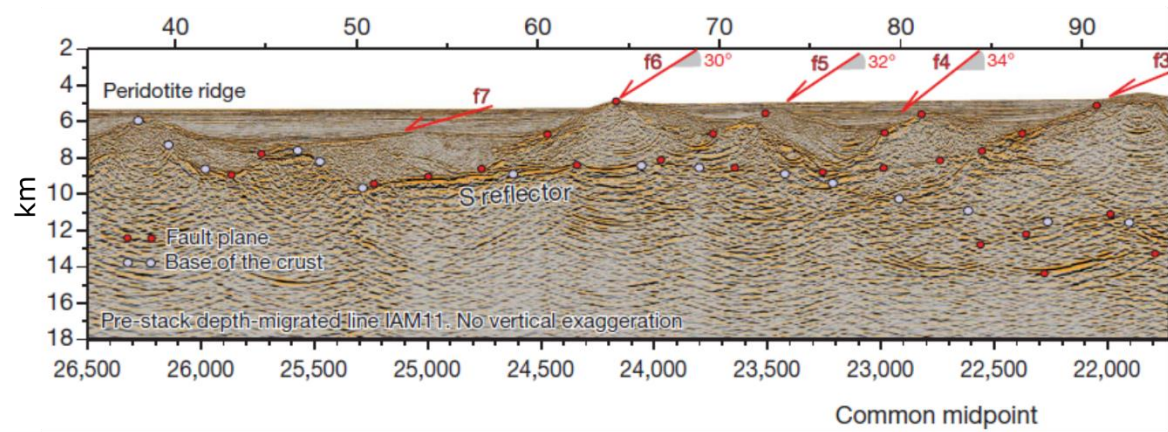 40 50 60 70 80 90
2
4
6
8
10
12
14
16
18
km
Peridotite ridge
f7
f6
30°
f5
32°
f4
34°
f3
S reflector
Fault plane
Base of the crust
Pre-stack depth-migrated line IAM11. No vertical exaggeration
26,500 26,000 25,500 25,000 24,500 24,000 23,500 23,000 22,500 22,000
Common midpoint